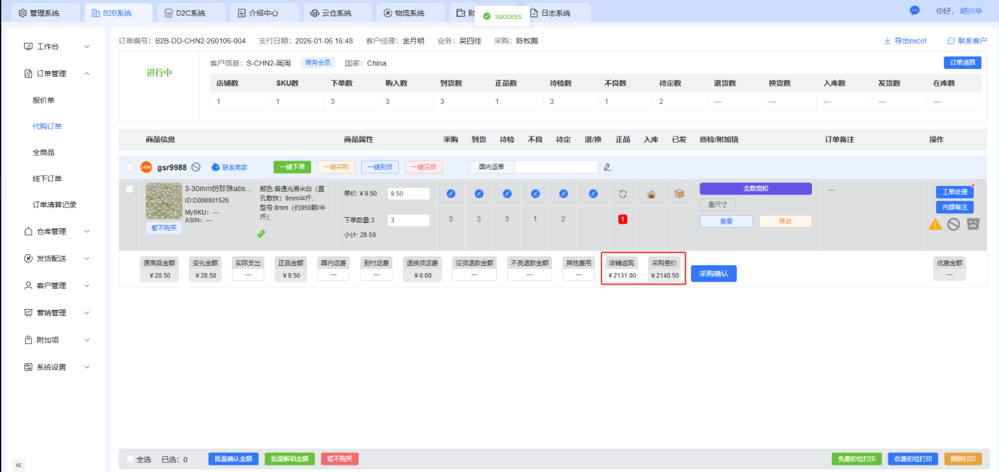 管理系统 B2B系统 D2C系统 介绍中心 云仓系统 物流系统 财 success 日志系统 你好, 胡兴华
订单编号: B2B-DD-CHN2-260106-004 支付日期: 2026-01-06 16:48 客户经理: 金月明 业务: 吴四佳 采购: 陈牧鹏 导出excel 联系客户
工作台
订单管理
报价单
代购订单
全商品
线下订单
订单清算记录
仓库管理
发货配送
客户管理
营销管理
附加项
系统设置
进行中
客户信息: S-CHN2-周周 商务会员 国家: China 订单清算
店铺数 SKU数 下单数 购入数 到货数 正品数 待检数 不良数 待定数 退货数 换货数 入库数 发货数 在库数
1 1 3 3 3 1 3 1 2 --- --- --- --- ---
商品信息 商品属性 采购 到货 待检 不良 待定 退/换 正品 入库 已发 质检/附加项 订单备注 操作
1688 gsr9988 联系商家 一键下单 一键采购 一键到货 一键没货 国内运单
3-30mm仿珍珠abs...
ID:D000001526
MySKU: ---
ASIN: ---
暂不购买
颜色:普通光滑米白（直
孔散珠）8mm半斤;
型号:8mm（约950颗/半
斤);
单价: ¥ 9.50 9.50
下单数量:3 3
小计: 28.50
3 3 3 1 2 1
全数宽松
量尺寸
查看 修改
---
工单处理
内部备注
原商品金额 变化金额 实际支出 正品金额 国内运费 到付运费 退换货运费 没货退款金额 不良退款金额 其他费用 店铺返现 采购差价 采购确认 优惠金额
¥ 28.50 ¥ 28.50 --- ¥ 9.50 --- --- ¥ 0.00 --- --- --- ¥ 2131.00 ¥ 2140.50 ---
全选 已选: 0 批量确认金额 批量解锁金额 暂不购买 免费初检打印 收费初检打印 捆绑打印